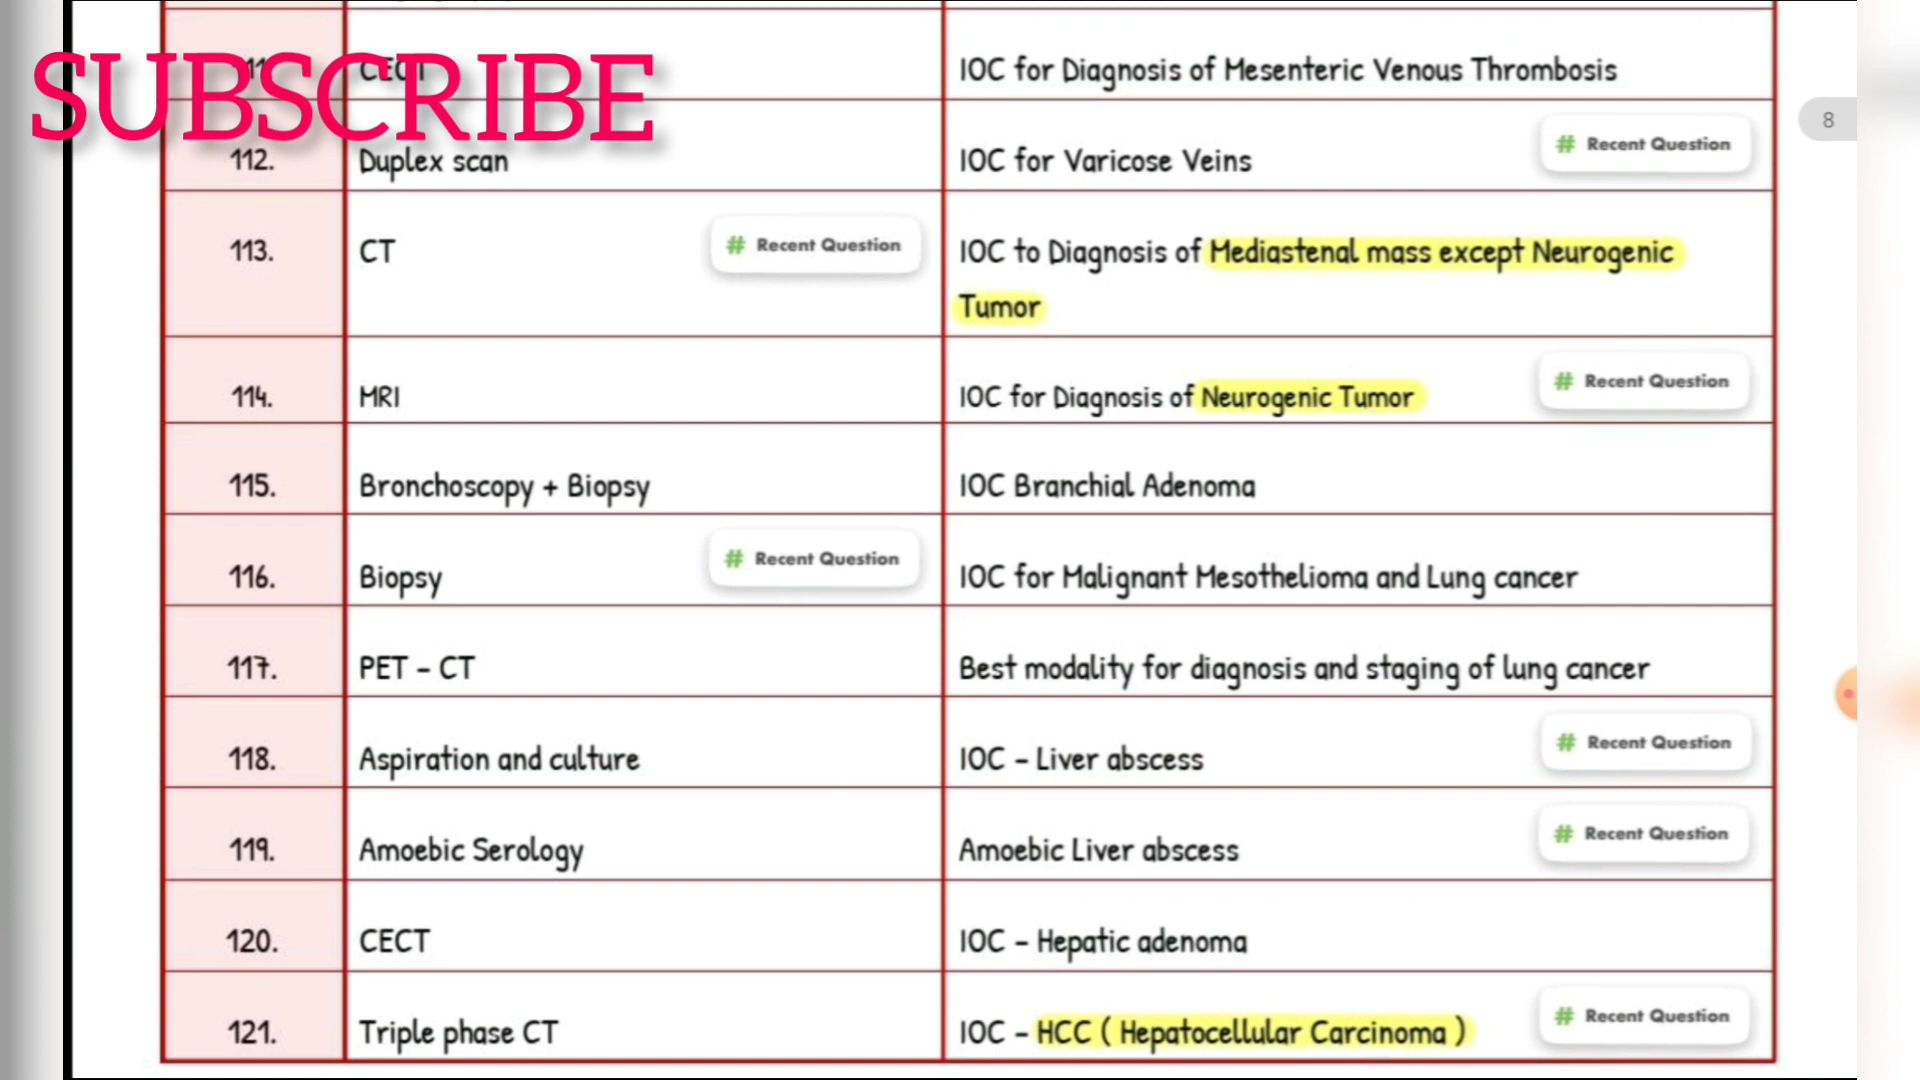 SUBSCRIBE
111. CECT IOC for Diagnosis of Mesenteric Venous Thrombosis
8
112. Duplex scan IOC for Varicose Veins # Recent Question
113. CT # Recent Question IOC to Diagnosis of Mediastenal mass except Neurogenic
Tumor
114. MRI IOC for Diagnosis of Neurogenic Tumor # Recent Question
115. Bronchoscopy + Biopsy IOC Branchial Adenoma
116. Biopsy # Recent Question IOC for Malignant Mesothelioma and Lung cancer
117. PET - CT Best modality for diagnosis and staging of lung cancer
118. Aspiration and culture IOC - Liver abscess # Recent Question
119. Amoebic Serology Amoebic Liver abscess # Recent Question
120. CECT IOC - Hepatic adenoma
121. Triple phase CT IOC - HCC ( Hepatocellular Carcinoma ) # Recent Question